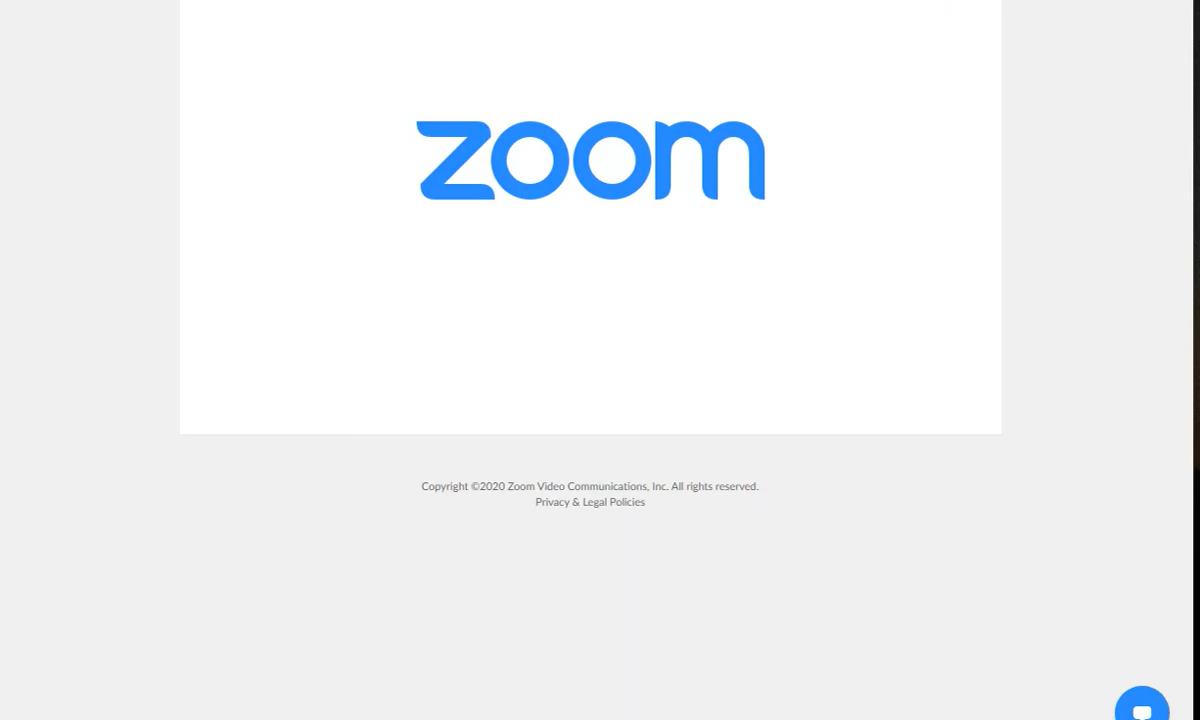 zoom
Copyright ©2020 Zoom Video Communications, Inc. All rights reserved.
Privacy & Legal Policies